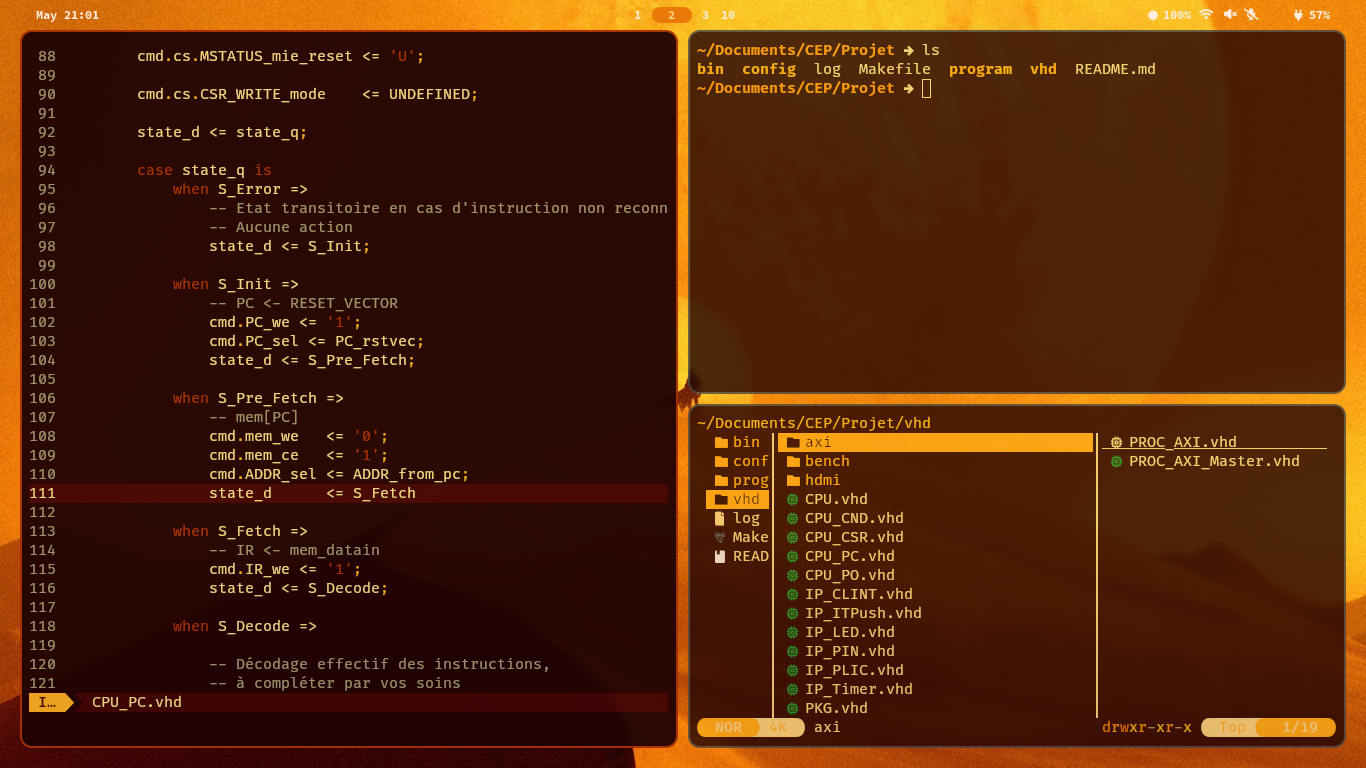 May 21:01
1 2 3 10
100% 57%
88 cmd.cs.MSTATUS_mie_reset <= 'U';
89
90 cmd.cs.CSR_WRITE_mode <= UNDEFINED;
91
92 state_d <= state_q;
93
94 case state_q is
95 when S_Error =>
96 -- Etat transitoire en cas d'instruction non reconn
97 -- Aucune action
98 state_d <= S_Init;
99
100 when S_Init =>
101 -- PC <- RESET_VECTOR
102 cmd.PC_we <= '1';
103 cmd.PC_sel <= PC_rstvec;
104 state_d <= S_Pre_Fetch;
105
106 when S_Pre_Fetch =>
107 -- mem[PC]
108 cmd.mem_we <= '0';
109 cmd.mem_ce <= '1';
110 cmd.ADDR_sel <= ADDR_from_pc;
111 state_d <= S_Fetch
112
113 when S_Fetch =>
114 -- IR <- mem_datain
115 cmd.IR_we <= '1';
116 state_d <= S_Decode;
117
118 when S_Decode =>
119
120 -- Décodage effectif des instructions,
121 -- à compléter par vos soins
I… CPU_PC.vhd
~/Documents/CEP/Projet ➜ ls
bin config log Makefile program vhd README.md
~/Documents/CEP/Projet ➜
~/Documents/CEP/Projet/vhd
bin
conf
prog
vhd
log
Make
READ
axi
bench
hdmi
CPU.vhd
CPU_CND.vhd
CPU_CSR.vhd
CPU_PC.vhd
CPU_PO.vhd
IP_CLINT.vhd
IP_ITPush.vhd
IP_LED.vhd
IP_PIN.vhd
IP_PLIC.vhd
IP_Timer.vhd
PKG.vhd
PROC_AXI.vhd
PROC_AXI_Master.vhd
NOR 4K axi drwxr-xr-x Top 1/19